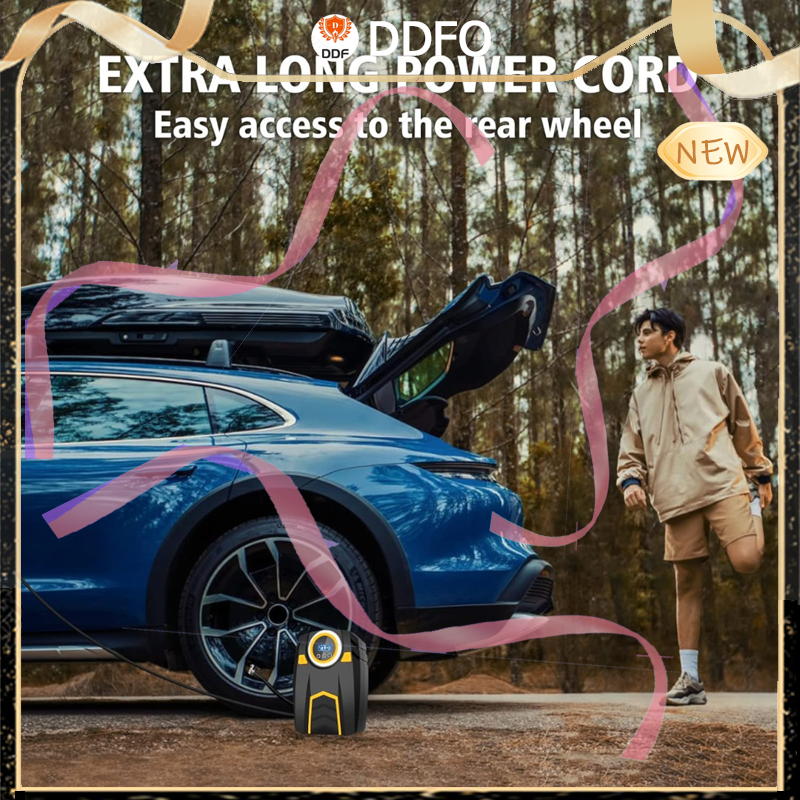 DDFO
DDF
EXTRA LONG POWER CORD
Easy access to the rear wheel
NEW